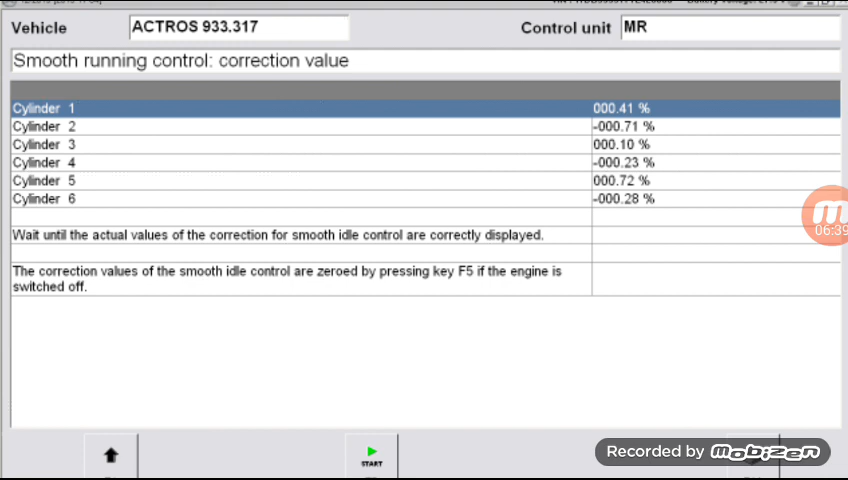 Vehicle
ACTROS 933.317
Control unit
MR
Smooth running control: correction value
Cylinder 1 000.41 %
Cylinder 2 -000.71 %
Cylinder 3 000.10 %
Cylinder 4 -000.23 %
Cylinder 5 000.72 %
Cylinder 6 -000.28 %
06:39
Wait until the actual values of the correction for smooth idle control are correctly displayed.
The correction values of the smooth idle control are zeroed by pressing key F5 if the engine is
switched off.
START
Recorded by mobizen